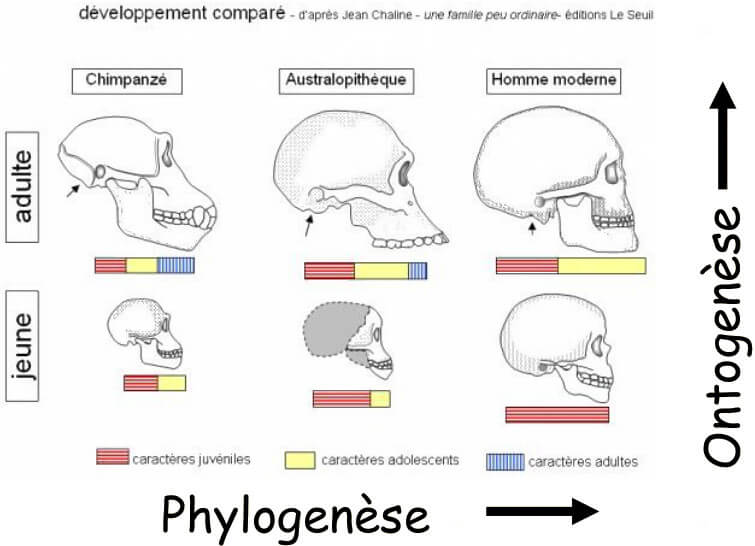 développement comparé - d'après Jean Chaline - une famille peu ordinaire- éditions Le Seuil
Chimpanzé
Australopithèque
Homme moderne
adulte
jeune
caractères juvéniles
caractères adolescents
caractères adultes
Phylogenèse
Ontogenèse